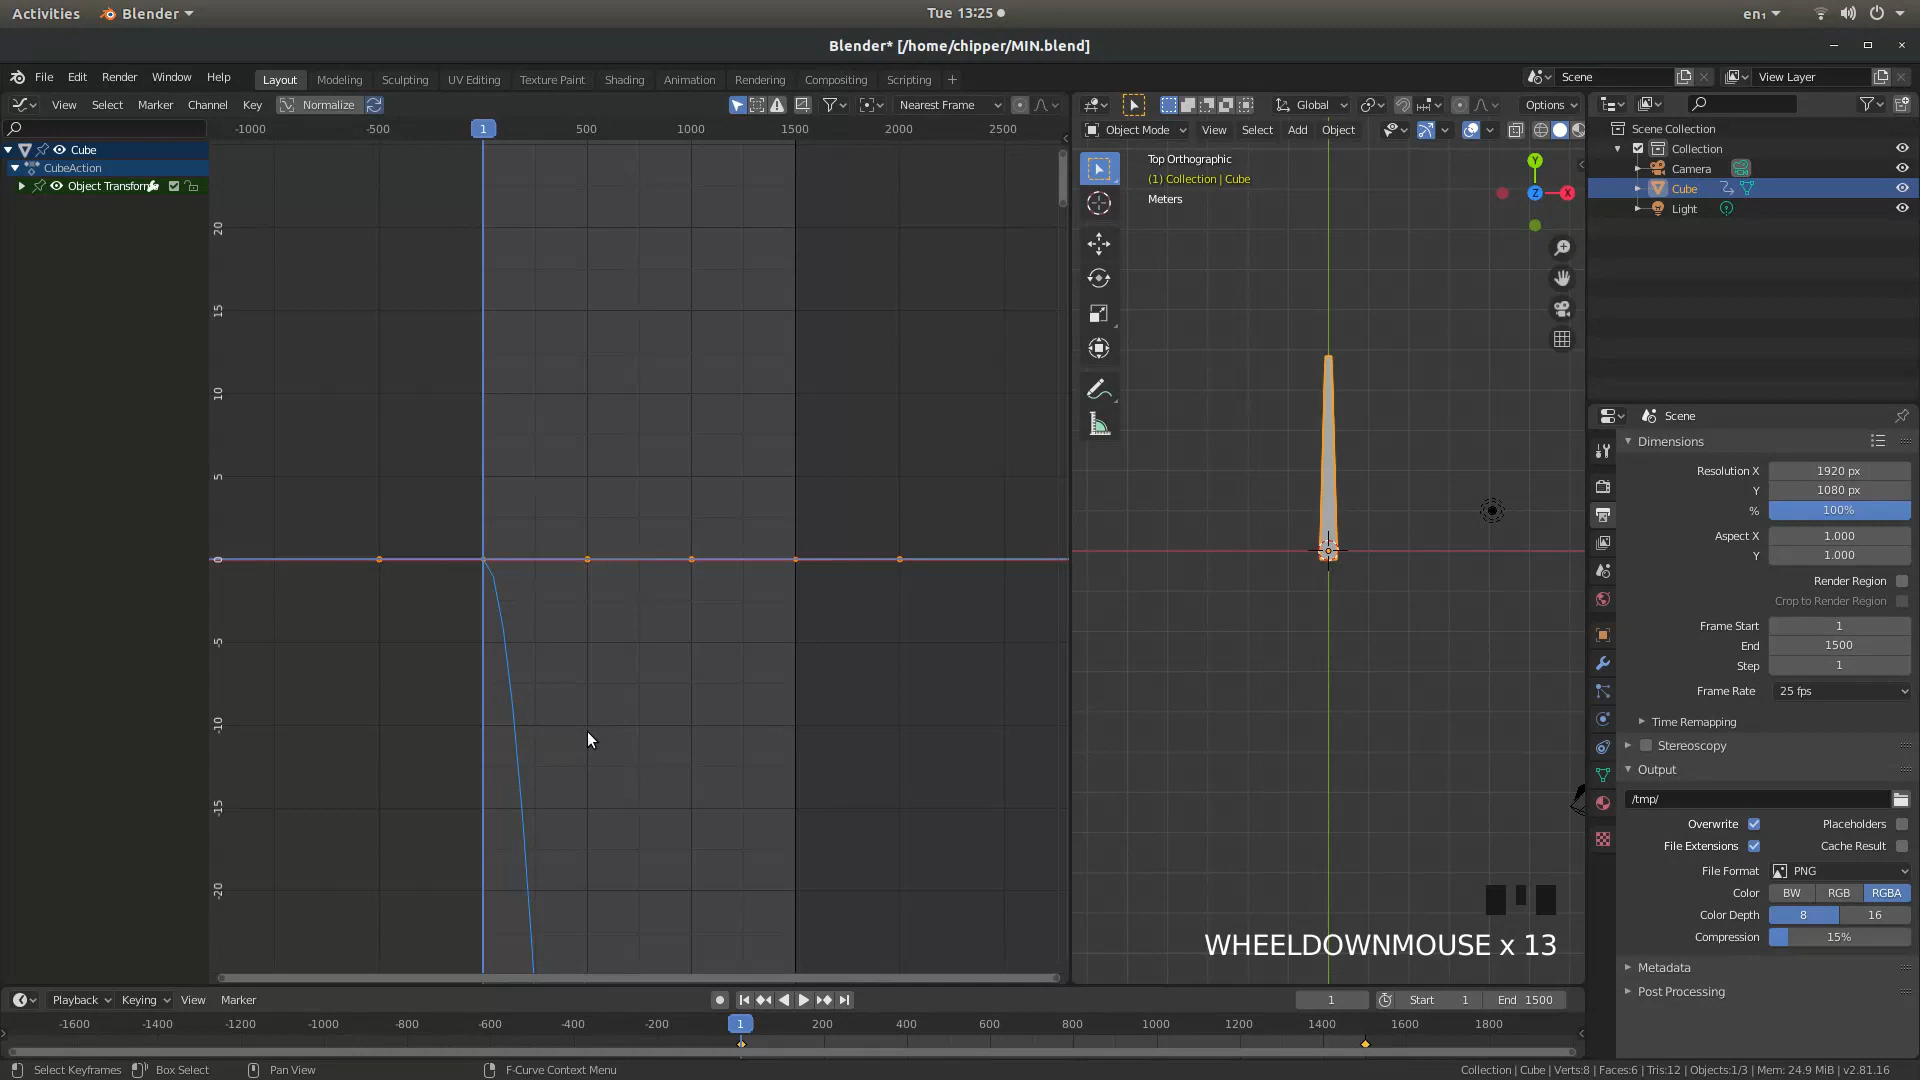 Activities Blender Tue 13:25 en₁
Blender* [/home/chipper/MIN.blend]
File Edit Render Window Help Layout Modeling Sculpting UV Editing Texture Paint Shading Animation Rendering Compositing Scripting + Scene View Layer
View Select Marker Channel Key Normalize Nearest Frame Global Options
-1000 -500 1 500 1000 1500 2000 2500
Object Mode View Select Add Object
Scene Collection
Collection
Camera
Cube
Light
Cube
CubeAction
Object Transform
Top Orthographic
(1) Collection | Cube
Meters
Y
Z X
20
15
10
5
0
-5
-10
-15
-20
Scene
Dimensions
Resolution X 1920 px
Y 1080 px
% 100%
Aspect X 1.000
Y 1.000
Render Region
Crop to Render Region
Frame Start 1
End 1500
Step 1
Frame Rate 25 fps
Time Remapping
Stereoscopy
Output
/tmp/
Overwrite Placeholders
File Extensions Cache Result
File Format PNG
Color BW RGB RGBA
Color Depth 8 16
Compression 15%
Metadata
Post Processing
WHEELDOWNMOUSE x 13
Playback Keying View Marker 1 Start 1 End 1500
-1600 -1400 -1200 -1000 -800 -600 -400 -200 1 200 400 600 800 1000 1200 1400 1600 1800
Select Keyframes Box Select Pan View F-Curve Context Menu Collection | Cube | Verts:8 | Faces:6 | Tris:12 | Objects:1/3 | Mem: 24.9 MiB | v2.81.16